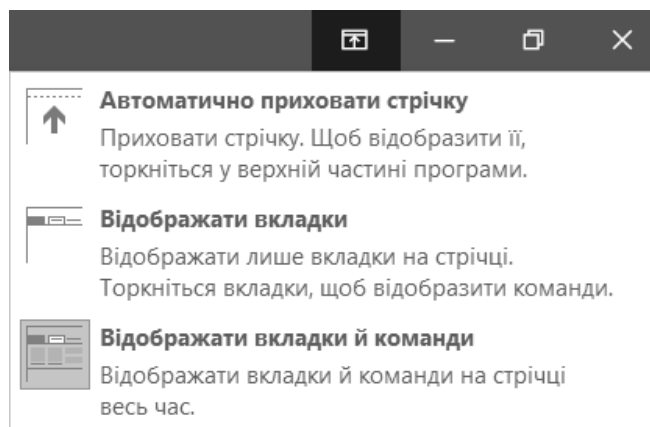 Автоматично приховати стрічку
Приховати стрічку. Щоб відобразити її,
торкніться у верхній частині програми.
Відображати вкладки
Відображати лише вкладки на стрічці.
Торкніться вкладки, щоб відобразити команди.
Відображати вкладки й команди
Відображати вкладки й команди на стрічці
весь час.